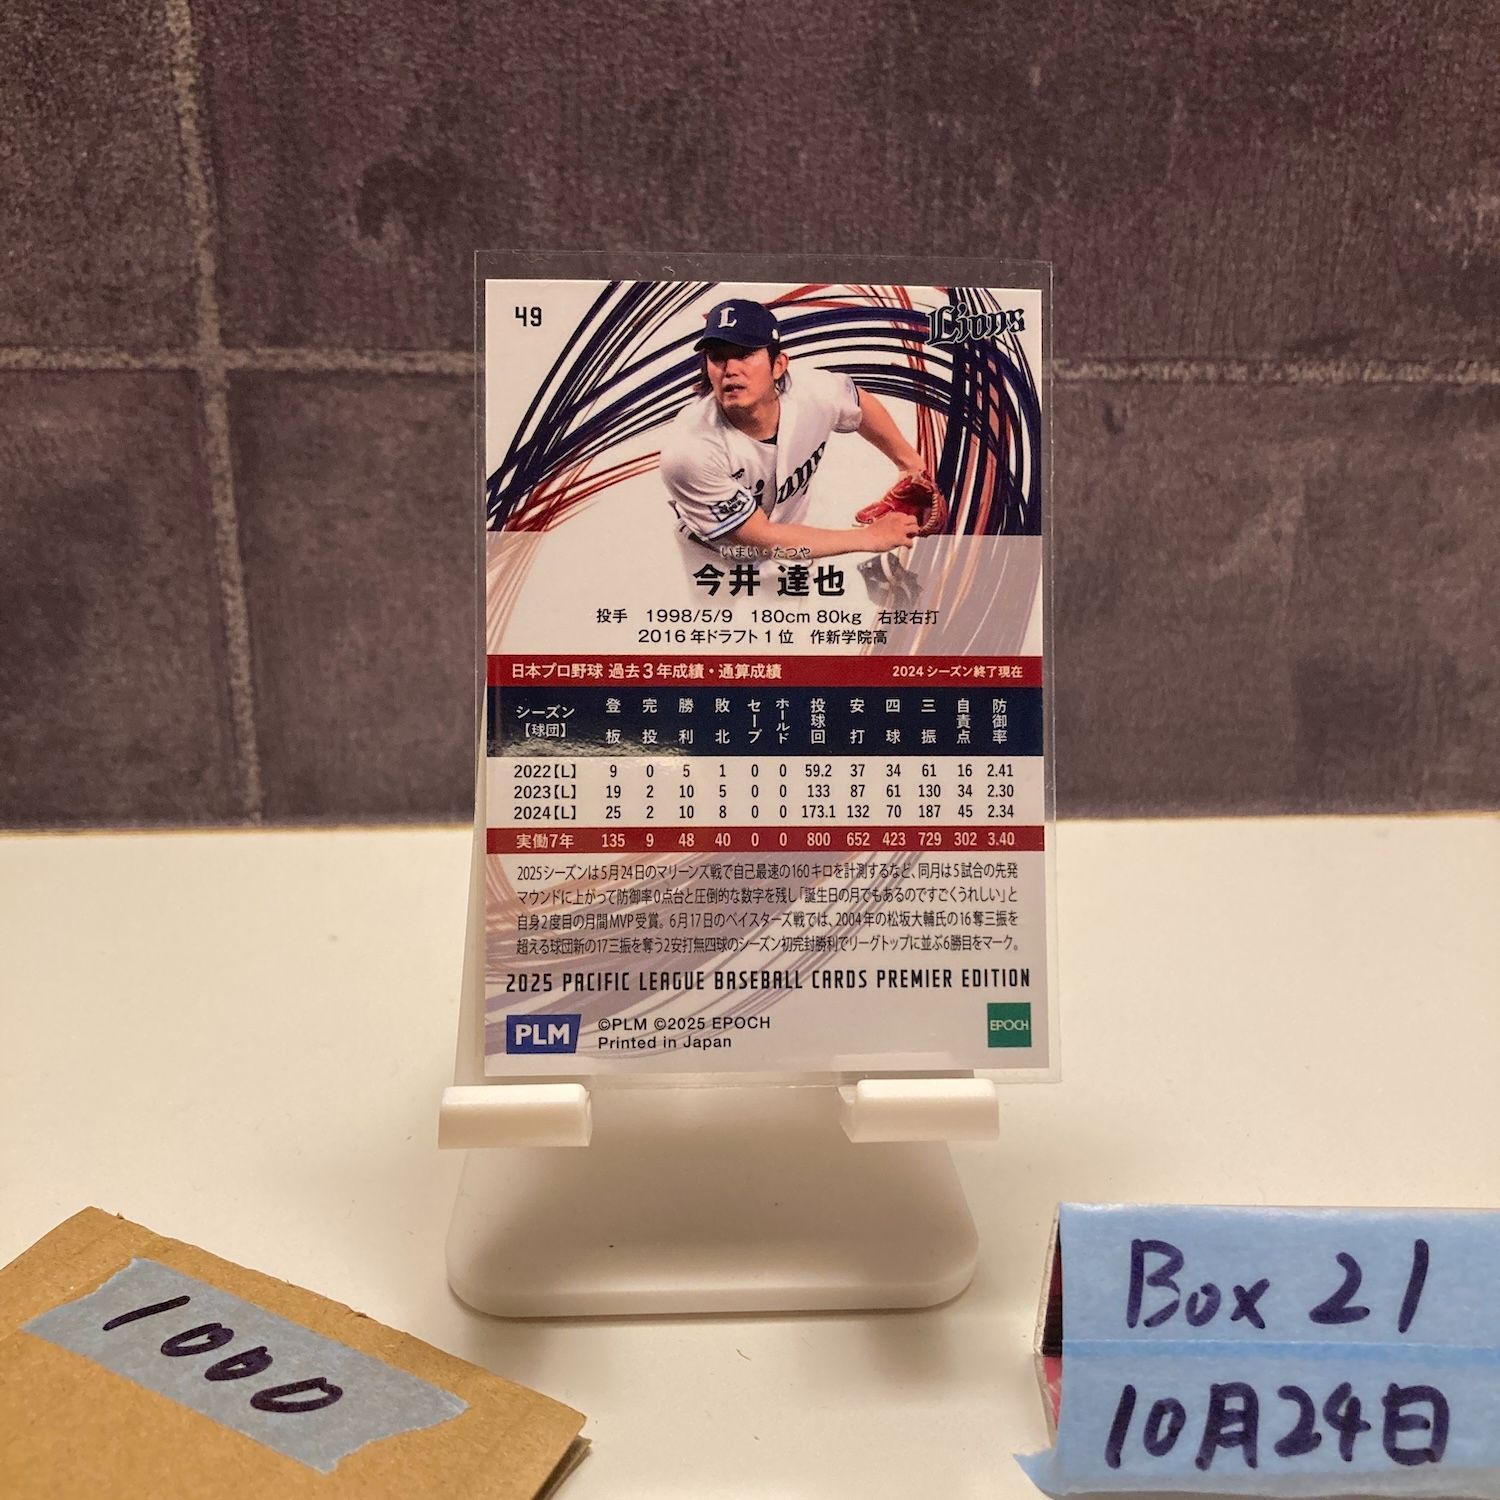 49
Lions
L
Lions
いまい・たつや
今井 達也
投手 1998/5/9 180cm 80kg 右投右打
2016年ドラフト1位 作新学院高
日本プロ野球 過去3年成績・通算成績 2024シーズン終了現在
シーズン【球団】 登板 完投 勝利 敗北 セーブ ホールド 投球回 安打 四球 三振 自責点 防御率
2022【L】 9 0 5 1 0 0 59.2 37 34 61 16 2.41
2023【L】 19 2 10 5 0 0 133 87 61 130 34 2.30
2024【L】 25 2 10 8 0 0 173.1 132 70 187 45 2.34
実働7年 135 9 48 40 0 0 800 652 423 729 302 3.40
2025シーズンは5月24日のマリーンズ戦で自己最速の160キロを計測するなど、同月は5試合の先発
マウンドに上がって防御率0点台と圧倒的な数字を残し「誕生日の月でもあるのですごくうれしい」と
自身2度目の月間MVP受賞。6月17日のベイスターズ戦では、2004年の松坂大輔氏の16奪三振を
超える球団新の17三振を奪う2安打無四球のシーズン初完封勝利でリーグトップに並ぶ6勝目をマーク。
2025 PACIFIC LEAGUE BASEBALL CARDS PREMIER EDITION
PLM
©PLM ©2025 EPOCH
Printed in Japan
EPOCH
1000
Box 21
10月24日